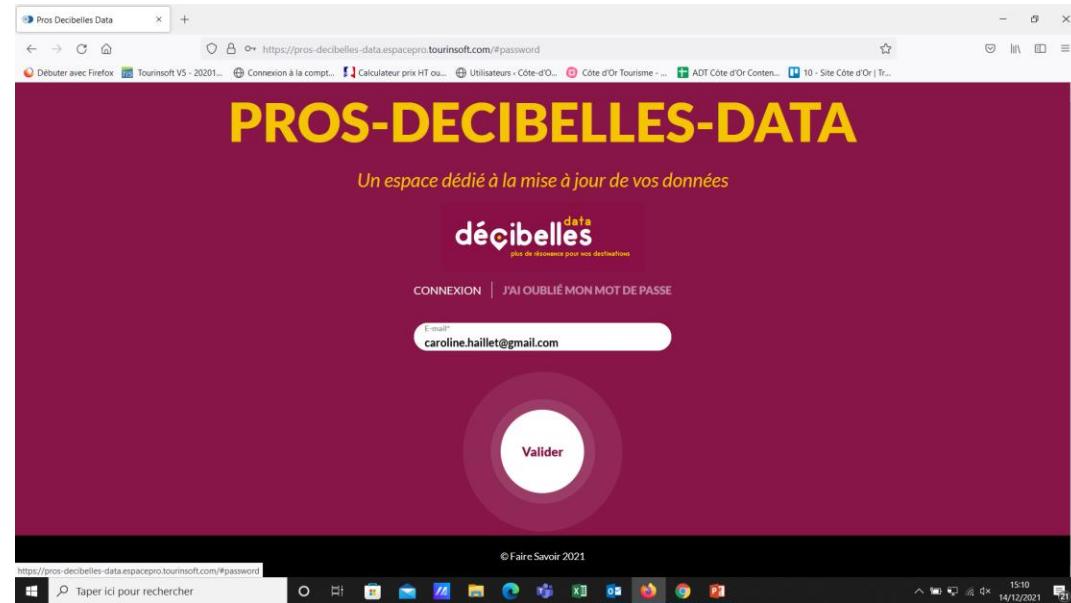 Pros Decibelles Data
https://pros-decibelles-data.espacepro.tourinsoft.com/#password
Débuter avec Firefox
Tourinsoft V5 - 20201...
Connexion à la compt...
Calculateur prix HT ou...
Utilisateurs ‹ Côte-d'O...
Côte d'Or Tourisme - ...
ADT Côte d'Or Conten...
10 - Site Côte d'Or | Tr...
PROS-DECIBELLES-DATA
Un espace dédié à la mise à jour de vos données
data
décibelles
plus de résonance pour vos destinations
CONNEXION
J'AI OUBLIÉ MON MOT DE PASSE
E-mail*
caroline.haillet@gmail.com
Valider
© Faire Savoir 2021
https://pros-decibelles-data.espacepro.tourinsoft.com/#password
Taper ici pour rechercher
15:10
14/12/2021
21